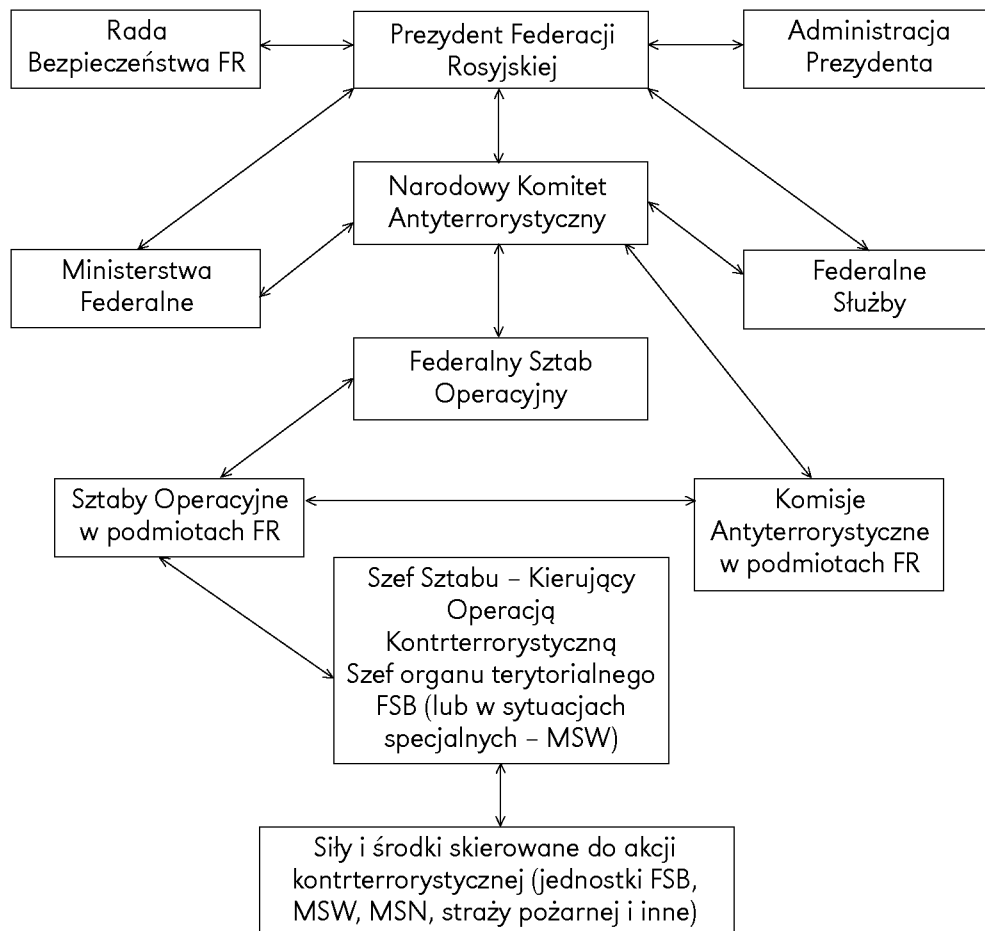 Rada
Bezpieczeństwa FR
Prezydent Federacji
Rosyjskiej
Administracja
Prezydenta
Narodowy Komitet
Antyterrorystyczny
Ministerstwa
Federalne
Federalne
Służby
Federalny Sztab
Operacyjny
Sztaby Operacyjne
w podmiotach FR
Komisje
Antyterrorystyczne
w podmiotach FR
Szef Sztabu – Kierujący
Operacją
Kontrterrorystyczną
Szef organu terytorialnego
FSB (lub w sytuacjach
specjalnych – MSW)
Siły i środki skierowane do akcji
kontrterrorystycznej (jednostki FSB,
MSW, MSN, straży pożarnej i inne)